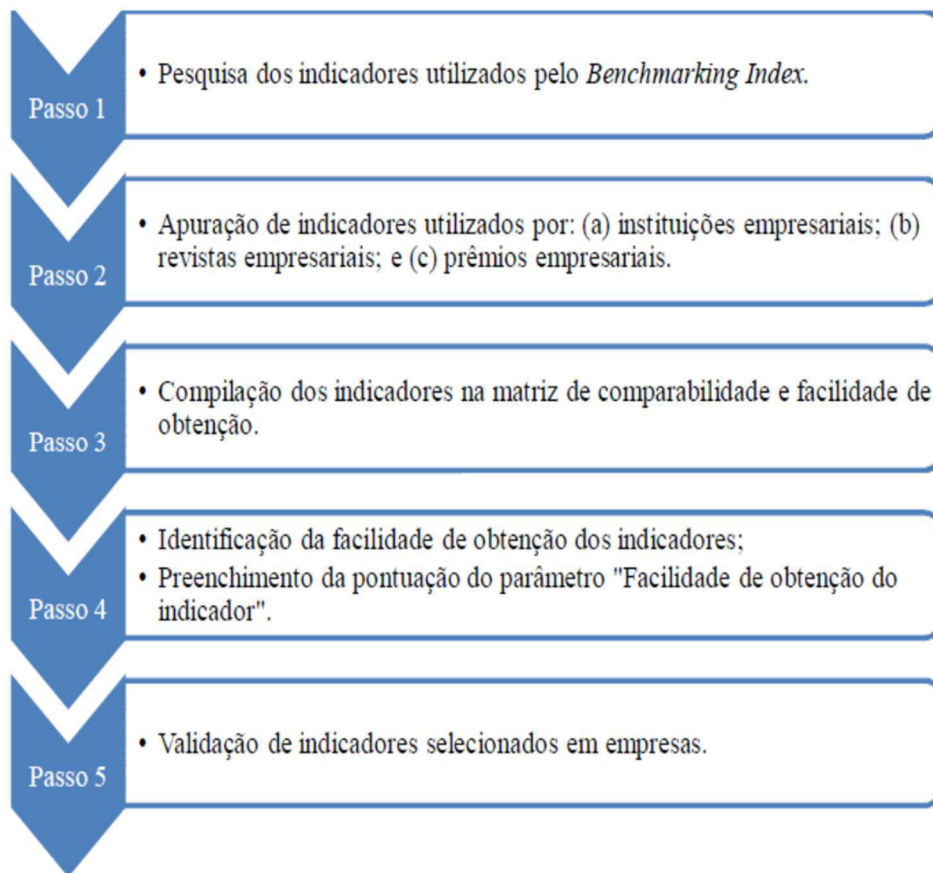 Passo 1
• Pesquisa dos indicadores utilizados pelo Benchmarking Index.
Passo 2
• Apuração de indicadores utilizados por: (a) instituições empresariais; (b)
revistas empresariais; e (c) prêmios empresariais.
Passo 3
• Compilação dos indicadores na matriz de comparabilidade e facilidade de
obtenção.
Passo 4
• Identificação da facilidade de obtenção dos indicadores;
• Preenchimento da pontuação do parâmetro "Facilidade de obtenção do
indicador".
Passo 5
• Validação de indicadores selecionados em empresas.